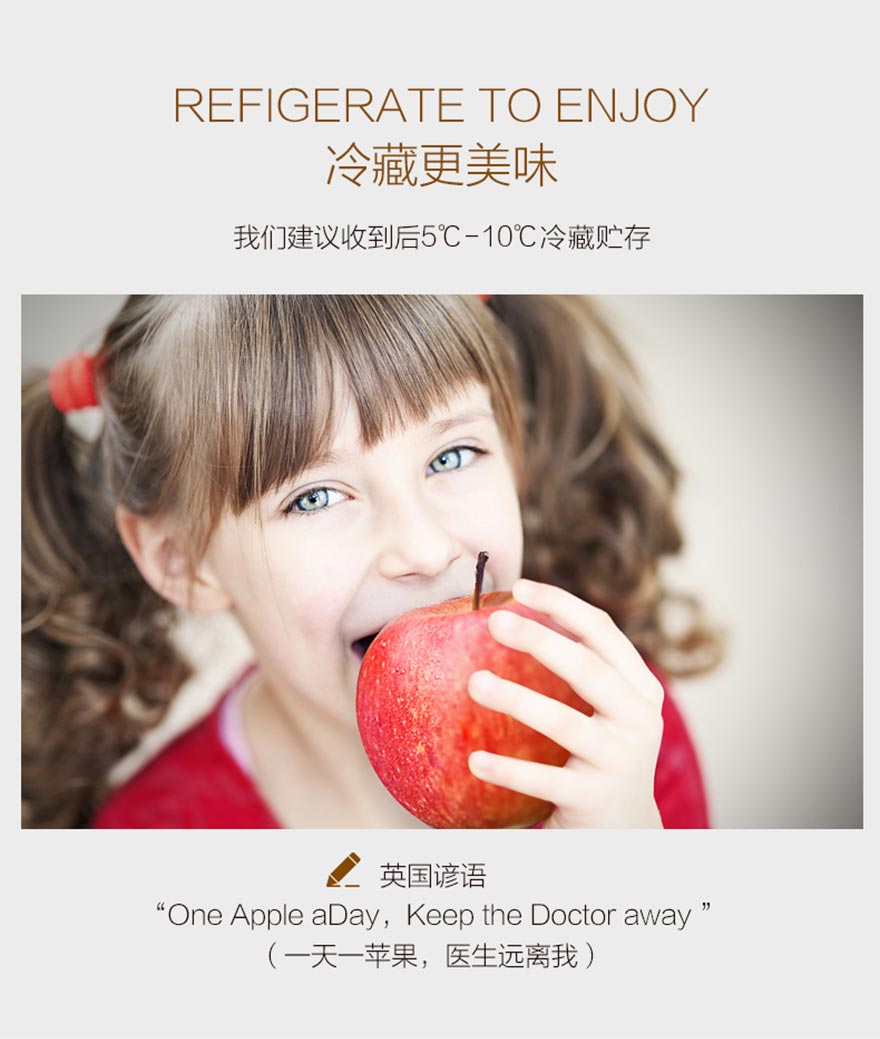 REFIGERATE TO ENJOY
冷藏更美味
我们建议收到后5℃-10℃冷藏贮存
英国谚语
“One Apple aDay，Keep the Doctor away ”
（一天一苹果，医生远离我）